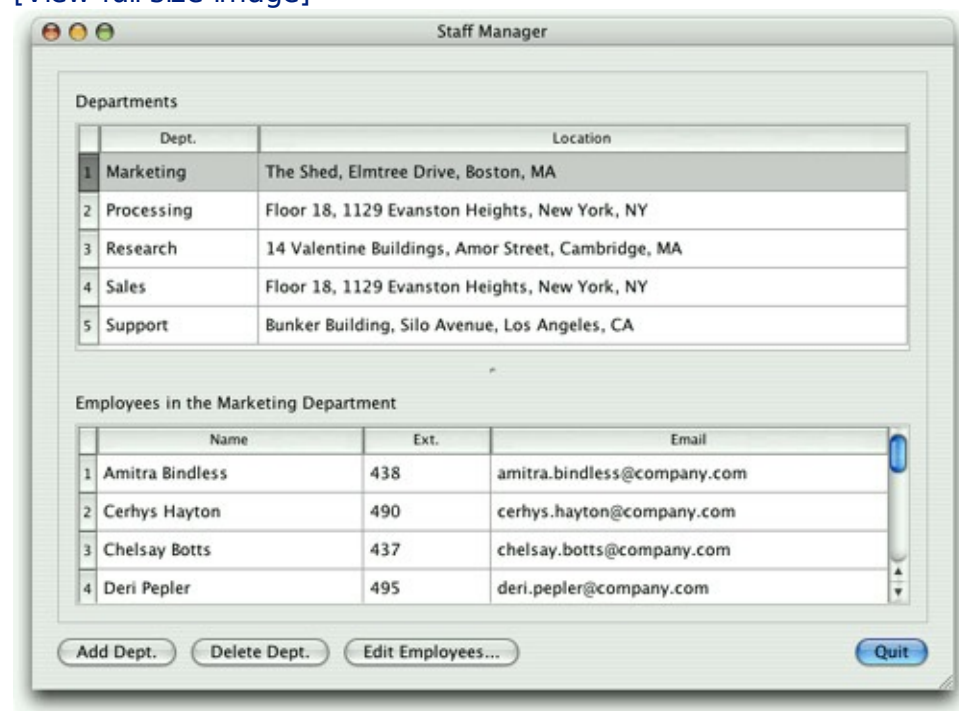 [View full size image]
Staff Manager
Departments
Dept. Location
1 Marketing The Shed, Elmtree Drive, Boston, MA
2 Processing Floor 18, 1129 Evanston Heights, New York, NY
3 Research 14 Valentine Buildings, Amor Street, Cambridge, MA
4 Sales Floor 18, 1129 Evanston Heights, New York, NY
5 Support Bunker Building, Silo Avenue, Los Angeles, CA
Employees in the Marketing Department
Name Ext. Email
1 Amitra Bindless 438 amitra.bindless@company.com
2 Cerhys Hayton 490 cerhys.hayton@company.com
3 Chelsay Botts 437 chelsay.botts@company.com
4 Deri Pepler 495 deri.pepler@company.com
Add Dept. Delete Dept. Edit Employees... Quit